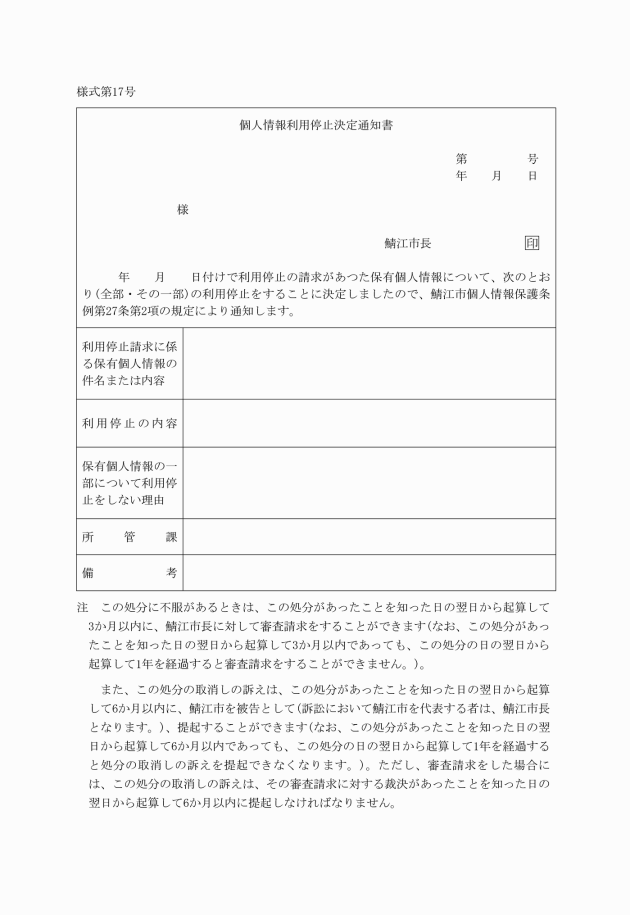 様式第17号
個人情報利用停止決定通知書
第　　　　　号
年　　月　　日
様
鯖江市長　　　　　　　　印
年　　月　　日付けで利用停止の請求があつた保有個人情報について、次のとお
り(全部・その一部)の利用停止をすることに決定しましたので、鯖江市個人情報保護条
例第27条第2項の規定により通知します。
利用停止請求に係
る保有個人情報の
件名または内容
利用停止の内容
保有個人情報の一
部について利用停
止をしない理由
所　　管　　課
備　　　　　考
注　この処分に不服があるときは、この処分があったことを知った日の翌日から起算して
3か月以内に、鯖江市長に対して審査請求をすることができます(なお、この処分があっ
たことを知った日の翌日から起算して3か月以内であっても、この処分の日の翌日から
起算して1年を経過すると審査請求をすることができません。)。
また、この処分の取消しの訴えは、この処分があったことを知った日の翌日から起算
して6か月以内に、鯖江市を被告として(訴訟において鯖江市を代表する者は、鯖江市長
となります。)、提起することができます(なお、この処分があったことを知った日の翌
日から起算して6か月以内であっても、この処分の日の翌日から起算して1年を経過する
と処分の取消しの訴えを提起できなくなります。)。ただし、審査請求をした場合に
は、この処分の取消しの訴えは、その審査請求に対する裁決があったことを知った日の
翌日から起算して6か月以内に提起しなければなりません。